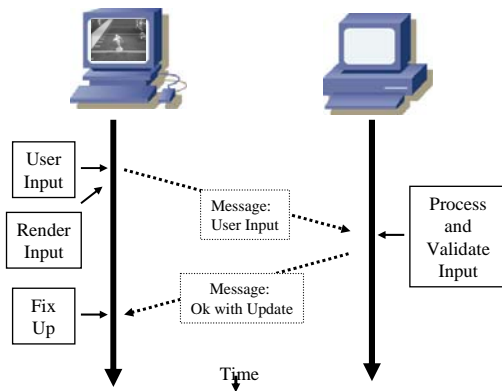 User
Input
Render
Input
Message:
User Input
Process
and
Validate
Input
Message:
Ok with Update
Fix
Up
Time